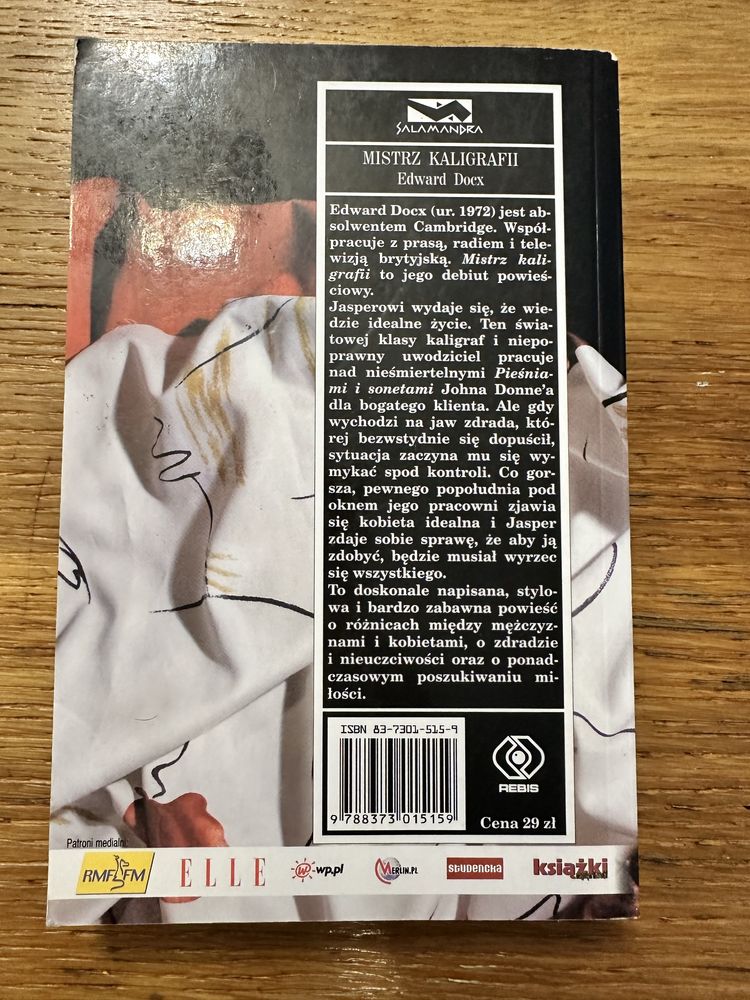 SALAMANDRA
MISTRZ KALIGRAFII
Edward Docx
Edward Docx (ur. 1972) jest ab-
solwentem Cambridge. Współ-
pracuje z prasą, radiem i tele-
wizją brytyjską. Mistrz kali-
grafii to jego debiut powieś-
ciowy.
Jasperowi wydaje się, że wie-
dzie idealne życie. Ten świa-
towej klasy kaligraf i niepo-
prawny uwodziciel pracuje
nad nieśmiertelnymi Pieśnia-
mi i sonetami Johna Donne'a
dla bogatego klienta. Ale gdy
wychodzi na jaw zdrada, któ-
rej bezwstydnie się dopuścił,
sytuacja zaczyna mu się wy-
mykać spod kontroli. Co gor-
sza, pewnego popołudnia pod
oknem jego pracowni zjawia
się kobieta idealna i Jasper
zdaje sobie sprawę, że aby ją
zdobyć, będzie musiał wyrzec
się wszystkiego.
To doskonale napisana, stylo-
wa i bardzo zabawna powieść
o różnicach między mężczyz-
nami i kobietami, o zdradzie
i nieuczciwości oraz o ponad-
czasowym poszukiwaniu mi-
łości.
ISBN 83-7301-515-9
9 788373 015159
REBIS
Cena 29 zł
Patroni medialni:
RMF FM
ELLE
wp.pl
MERLIN.PL
STUDENCKA
książki